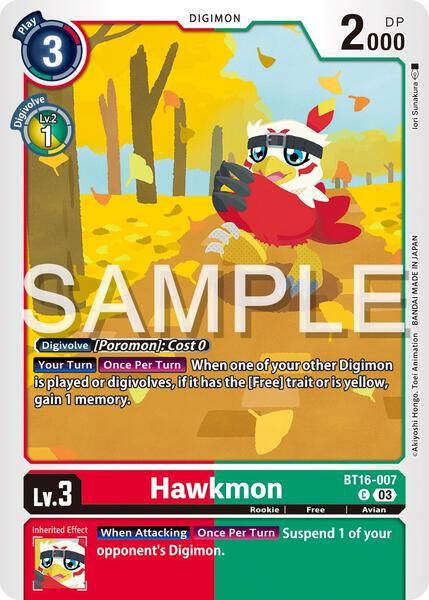 Play
3
DIGIMON
2000
DP
Digivolve
Lv.2
1
Iori Sunakura
SAMPLE
Digivolve [Poromon]: Cost 0
Your Turn Once Per Turn When one of your other Digimon
is played or digivolves, if it has the [Free] trait or is yellow,
gain 1 memory.
©Akiyoshi Hongo, Toei Animation BANDAI MADE IN JAPAN
Lv.3
Hawkmon
BT16-007
C 03
Rookie | Free | Avian
Inherited Effect
When Attacking Once Per Turn Suspend 1 of your
opponent's Digimon.